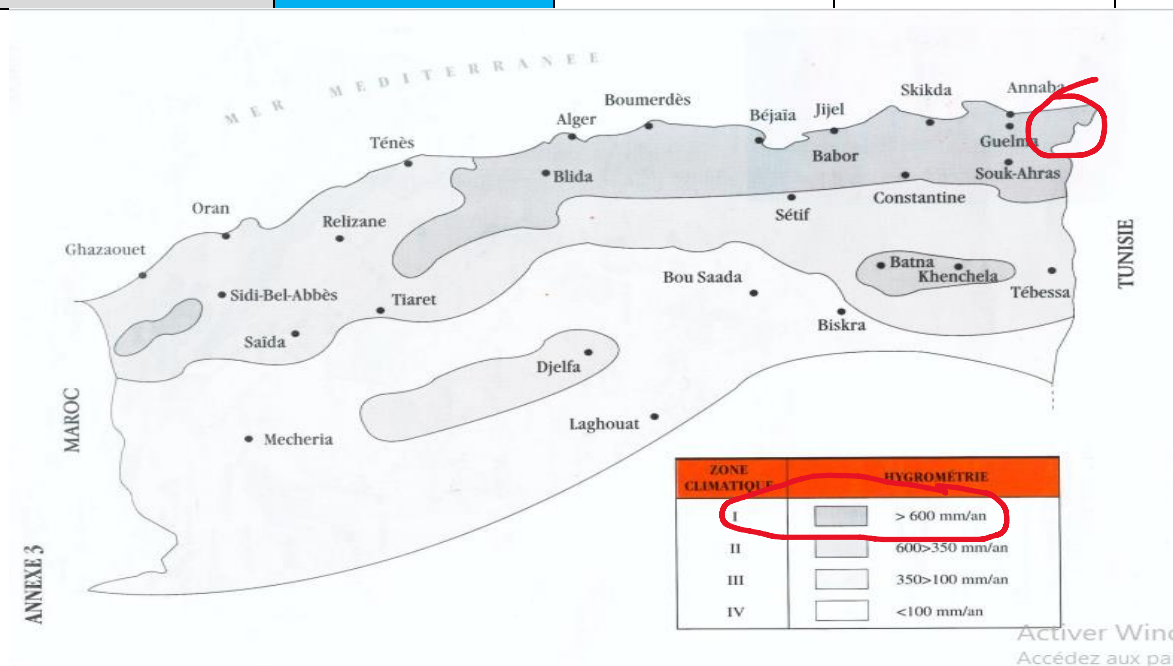 MER MEDITERRANEE
Annaba
Skikda
Boumerdès
Jijel
Béjaïa
Alger
Ténès
Guelma
Babor
Souk-Ahras
Blida
Constantine
Oran
Sétif
Relizane
Ghazaouet
TUNISIE
Batna
Khenchela
Bou Saada
Tébessa
Sidi-Bel-Abbès
Tiaret
Biskra
Saïda
Djelfa
MAROC
Laghouat
Mecheria
ANNEXE 3
ZONE CLIMATIQUE HYGROMÉTRIE
I > 600 mm/an
II 600>350 mm/an
III 350>100 mm/an
IV <100 mm/an
Activer Wind
Accédez aux pa